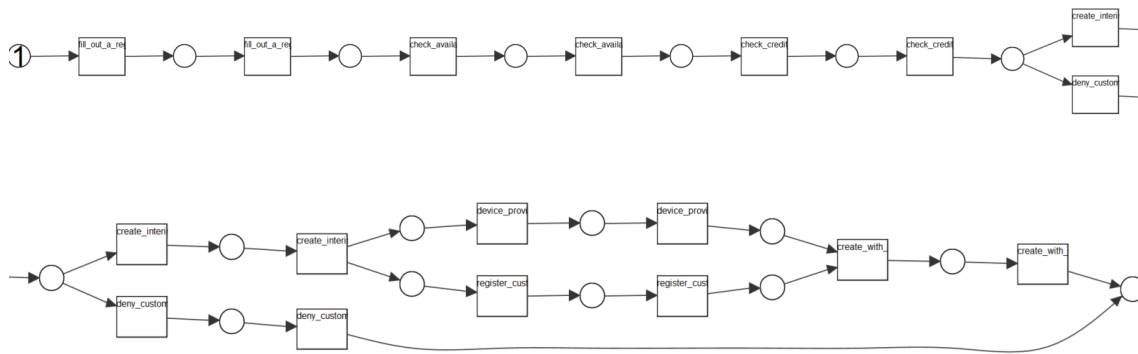 1
fill_out_a_re
fill_out_a_re
check_availa
check_availa
check_credit
check_credit
create_interi
deny_custom
create_interi
create_interi
device_provi
device_provi
create_with_
create_with_
register_cust
register_cust
deny_custom
deny_custom